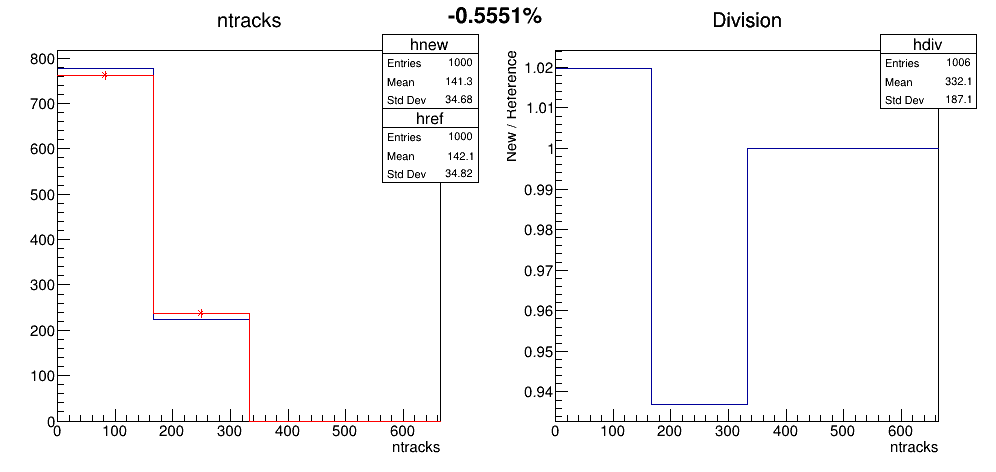 -0.5551%
ntracks
hnew
Entries 1000
Mean 141.3
Std Dev 34.68
href
Entries 1000
Mean 142.1
Std Dev 34.82
800
700
600
500
400
300
200
100
0
0 100 200 300 400 500 600
ntracks
Division
hdiv
Entries 1006
Mean 332.1
Std Dev 187.1
New / Reference
1.02
1.01
1
0.99
0.98
0.97
0.96
0.95
0.94
0 100 200 300 400 500 600
ntracks